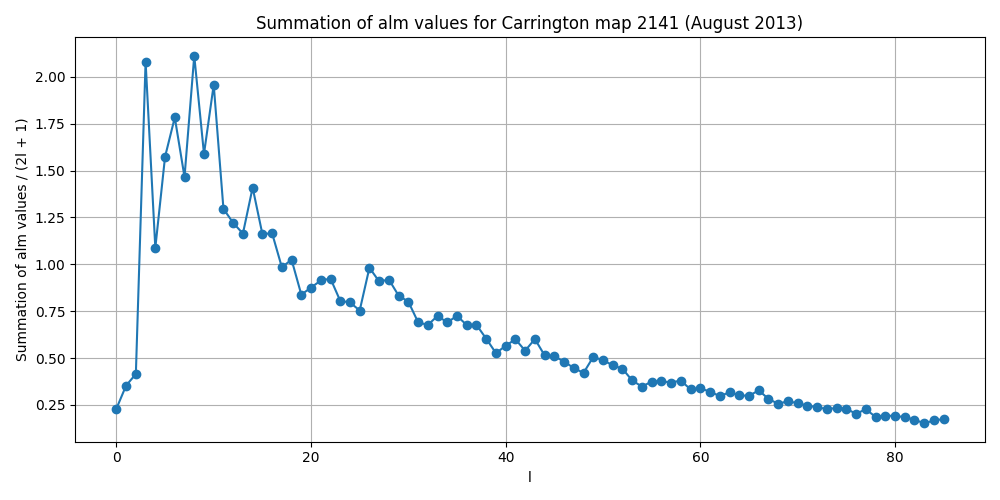 Summation of alm values for Carrington map 2141 (August 2013)
Summation of alm values / (2l + 1)
2.00
1.75
1.50
1.25
1.00
0.75
0.50
0.25
0 20 40 60 80
l